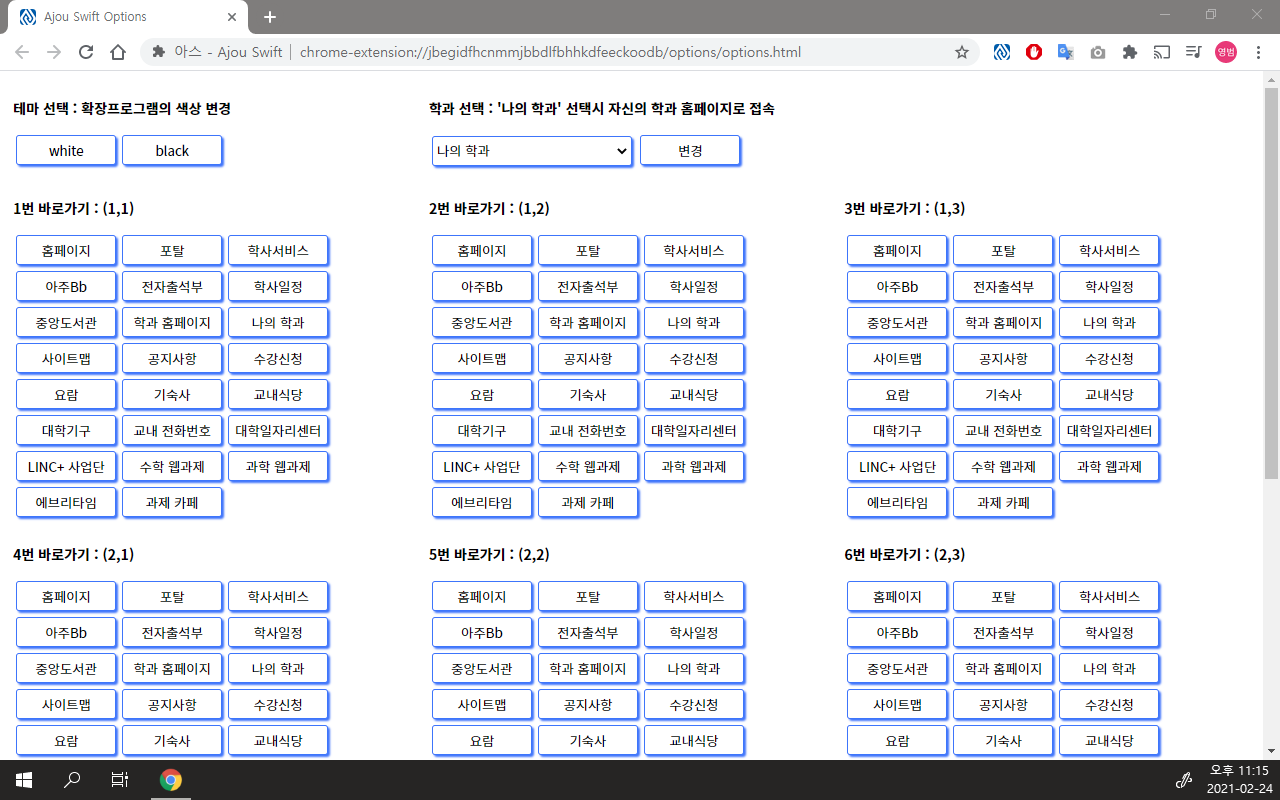 Ajou Swift Options
아스 - Ajou Swift | chrome-extension://jbegidfhcnmmjbbdlfbhhkdfeeckoodb/options/options.html
영범
테마 선택 : 확장프로그램의 색상 변경
학과 선택 : '나의 학과' 선택시 자신의 학과 홈페이지로 접속
white black
나의 학과 변경
1번 바로가기 : (1,1) 2번 바로가기 : (1,2) 3번 바로가기 : (1,3)
홈페이지 포탈 학사서비스 홈페이지 포탈 학사서비스 홈페이지 포탈 학사서비스
아주Bb 전자출석부 학사일정 아주Bb 전자출석부 학사일정 아주Bb 전자출석부 학사일정
중앙도서관 학과 홈페이지 나의 학과 중앙도서관 학과 홈페이지 나의 학과 중앙도서관 학과 홈페이지 나의 학과
사이트맵 공지사항 수강신청 사이트맵 공지사항 수강신청 사이트맵 공지사항 수강신청
요람 기숙사 교내식당 요람 기숙사 교내식당 요람 기숙사 교내식당
대학기구 교내 전화번호 대학일자리센터 대학기구 교내 전화번호 대학일자리센터 대학기구 교내 전화번호 대학일자리센터
LINC+ 사업단 수학 웹과제 과학 웹과제 LINC+ 사업단 수학 웹과제 과학 웹과제 LINC+ 사업단 수학 웹과제 과학 웹과제
에브리타임 과제 카페 에브리타임 과제 카페 에브리타임 과제 카페
4번 바로가기 : (2,1) 5번 바로가기 : (2,2) 6번 바로가기 : (2,3)
홈페이지 포탈 학사서비스 홈페이지 포탈 학사서비스 홈페이지 포탈 학사서비스
아주Bb 전자출석부 학사일정 아주Bb 전자출석부 학사일정 아주Bb 전자출석부 학사일정
중앙도서관 학과 홈페이지 나의 학과 중앙도서관 학과 홈페이지 나의 학과 중앙도서관 학과 홈페이지 나의 학과
사이트맵 공지사항 수강신청 사이트맵 공지사항 수강신청 사이트맵 공지사항 수강신청
요람 기숙사 교내식당 요람 기숙사 교내식당 요람 기숙사 교내식당
오후 11:15
2021-02-24